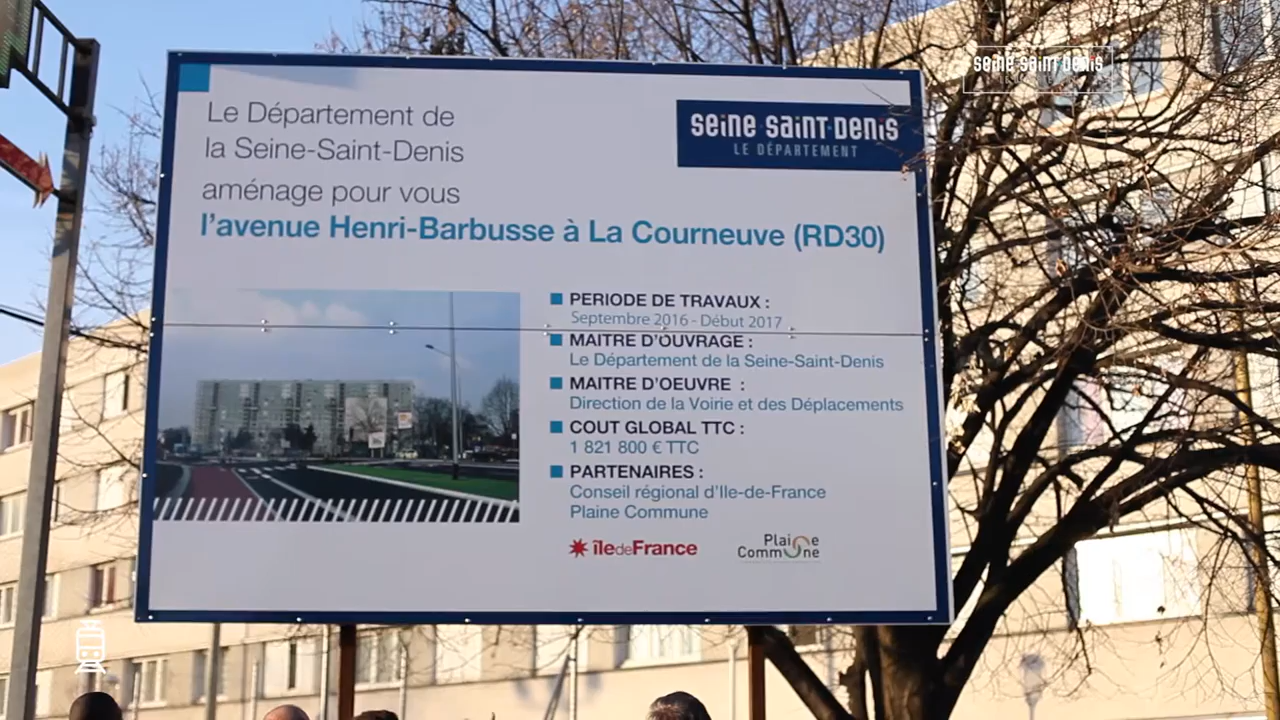 seine saint denis
Le Département de
la Seine-Saint-Denis
aménage pour vous
l'avenue Henri-Barbusse à La Courneuve (RD30)
seine saint-denis
LE DÉPARTEMENT
PERIODE DE TRAVAUX :
Septembre 2016 - Début 2017
MAITRE D'OUVRAGE :
Le Département de la Seine-Saint-Denis
MAITRE D'OEUVRE :
Direction de la Voirie et des Déplacements
COUT GLOBAL TTC :
1 821 800 € TTC
PARTENAIRES :
Conseil régional d'Ile-de-France
Plaine Commune
îledeFrance
Plaine
Commune